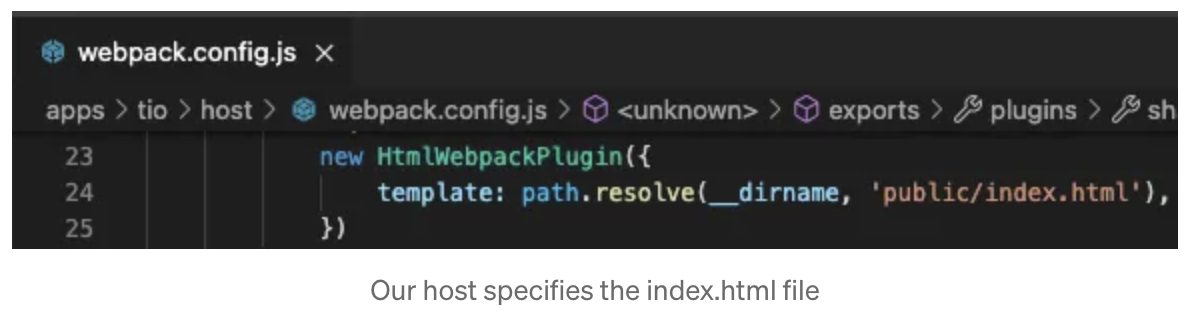 webpack.config.js ×
apps > tio > host > webpack.config.js > <unknown> > exports > plugins > sh
23 new HtmlWebpackPlugin({
24 template: path.resolve(__dirname, 'public/index.html'),
25 })
Our host specifies the index.html file